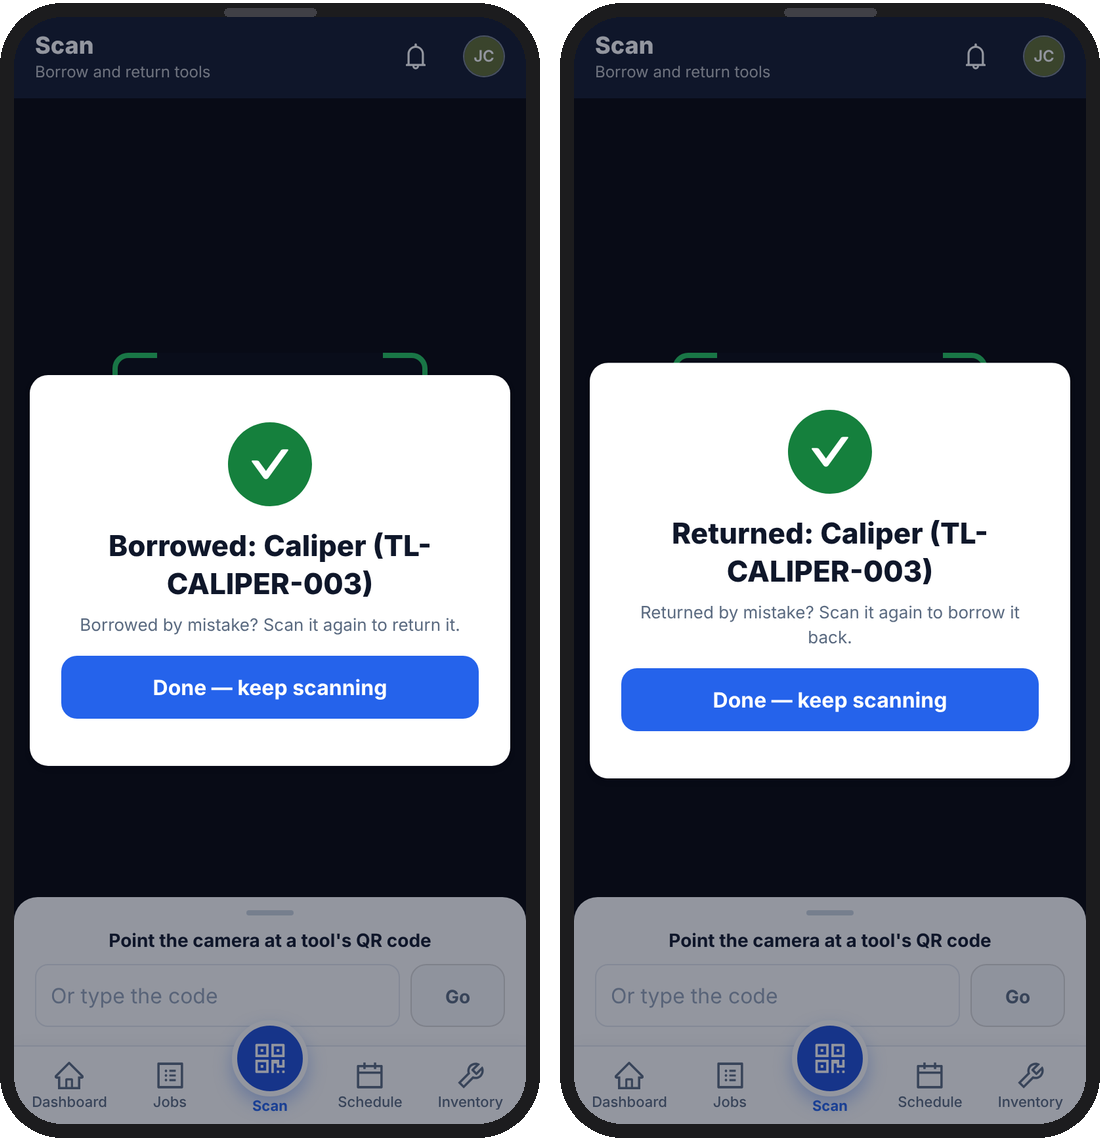 Scan
Borrow and return tools
JC
Borrowed: Caliper (TL-
CALIPER-003)
Borrowed by mistake? Scan it again to return it.
Done — keep scanning
Point the camera at a tool's QR code
Or type the code
Go
Dashboard
Jobs
Scan
Schedule
Inventory
Scan
Borrow and return tools
JC
Returned: Caliper (TL-
CALIPER-003)
Returned by mistake? Scan it again to borrow it
back.
Done — keep scanning
Point the camera at a tool's QR code
Or type the code
Go
Dashboard
Jobs
Scan
Schedule
Inventory